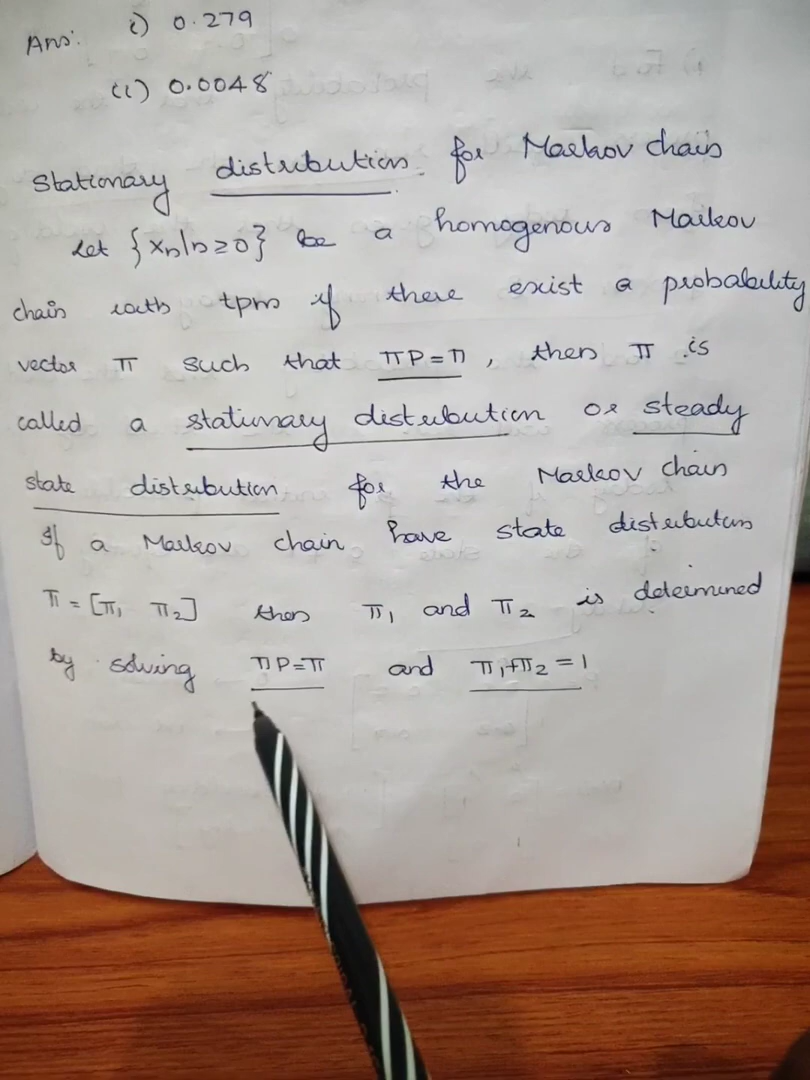 Ans: i) 0.279
(ii) 0.0048
Stationary distribution for Markov chain
Let {Xn|n≥0} be a homogenous Markov
chain with tpm if there exist a probability
vector π such that πP=π, then π is
called a stationary distribution or steady
state distribution for the Markov chain
If a Markov chain have state distribution
π = [π₁ π₂] then π₁ and π₂ is determined
by solving πP=π and π₁+π₂=1